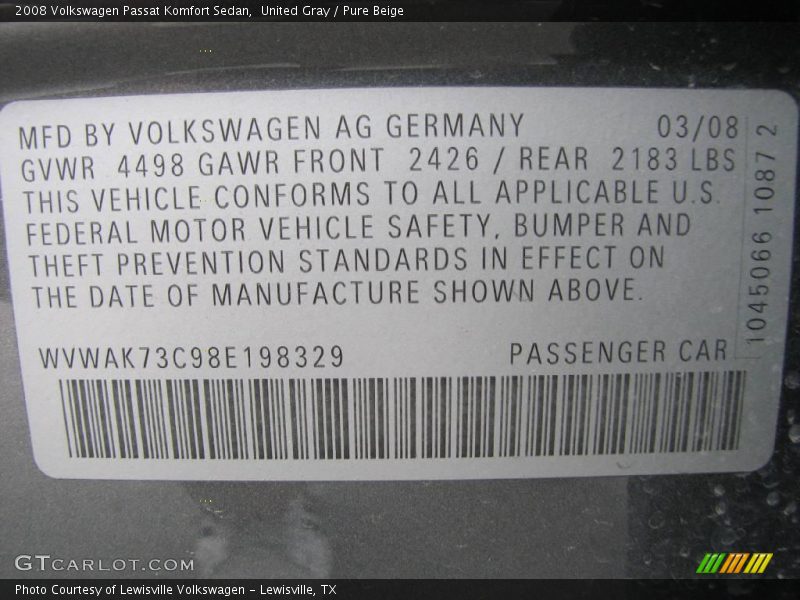 2008 Volkswagen Passat Komfort Sedan,  United Gray / Pure Beige
MFD BY VOLKSWAGEN AG GERMANY 03/08
GVWR 4498 GAWR FRONT 2426 / REAR 2183 LBS
THIS VEHICLE CONFORMS TO ALL APPLICABLE U.S.
FEDERAL MOTOR VEHICLE SAFETY, BUMPER AND
THEFT PREVENTION STANDARDS IN EFFECT ON
THE DATE OF MANUFACTURE SHOWN ABOVE.
WVWAK73C98E198329 PASSENGER CAR
1045066 1087 2
GTCARLOT.COM
Photo Courtesy of Lewisville Volkswagen - Lewisville, TX